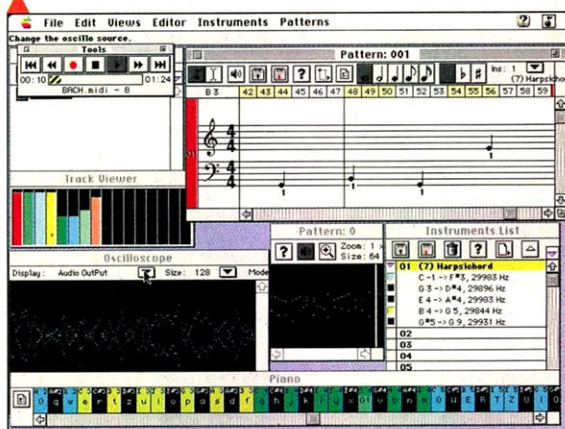 File Edit Views Editor Instruments Patterns
Change the oscillo source.
Tools
00:10 01:24
BACH.midi - B
Pattern: 001
Ins: 1
(7) Harpsichord
B 3 42 43 44 45 46 47 48 49 50 51 52 53 54 55 56 57 58 59
01
4 4
4 4
1 1 1 1
Track Viewer
Oscilloscope
Display: Audio OutPut Size: 128 Mode
Pattern: 0
Zoom: 1
Size: 64
Instruments List
01 (7) Harpsichord
C -1 -> F#3, 29983 Hz
G 3 -> D#4, 29896 Hz
E 4 -> A#4, 29983 Hz
B 4 -> G 5, 29844 Hz
G#5 -> G 9, 29931 Hz
02
03
04
05
Piano